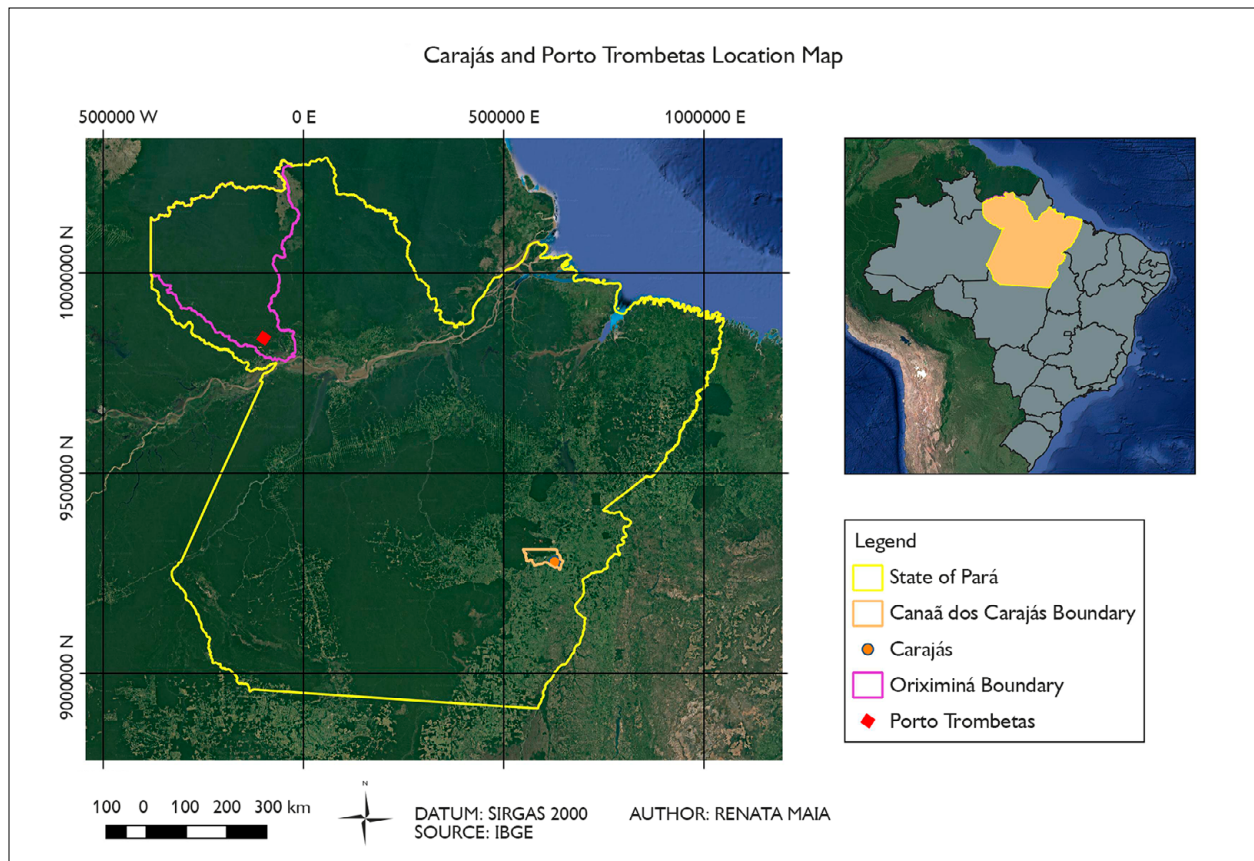 Carajás and Porto Trombetas Location Map
500000 W
0 E
500000 E
1000000 E
10000000 N
9500000 N
9000000 N
Legend
State of Pará
Canaã dos Carajás Boundary
Carajás
Oriximiná Boundary
Porto Trombetas
100 0 100 200 300 km
N
DATUM: SIRGAS 2000
AUTHOR: RENATA MAIA
SOURCE: IBGE